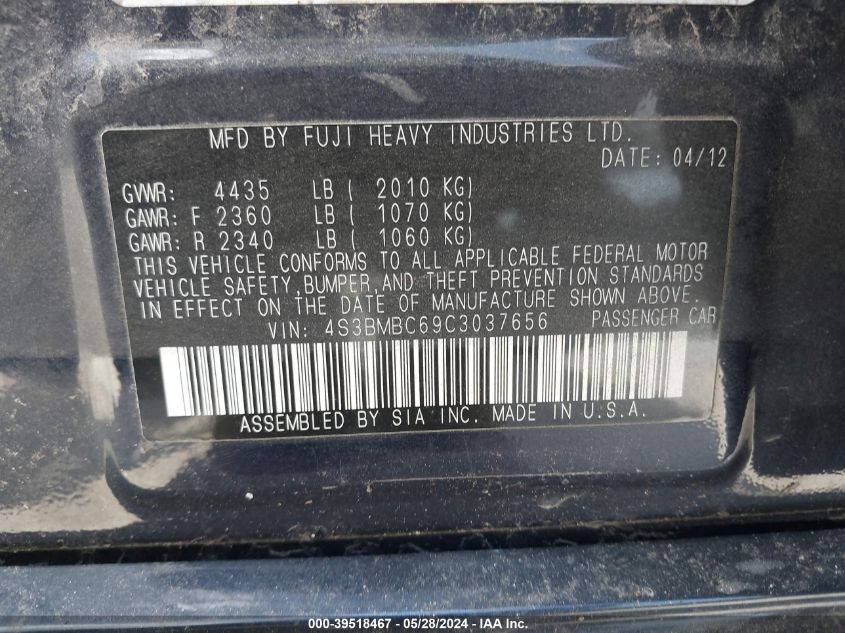 MFD BY FUJI HEAVY INDUSTRIES LTD.
DATE: 04/12
GVWR: 4435 LB ( 2010 KG)
GAWR: F 2360 LB ( 1070 KG)
GAWR: R 2340 LB ( 1060 KG)
THIS VEHICLE CONFORMS TO ALL APPLICABLE FEDERAL MOTOR
VEHICLE SAFETY,BUMPER,AND THEFT PREVENTION STANDARDS
IN EFFECT ON THE DATE OF MANUFACTURE SHOWN ABOVE.
VIN: 4S3BMBC69C3037656 PASSENGER CAR
ASSEMBLED BY SIA INC. MADE IN U.S.A.
000-39518467 - 05/28/2024 - IAA Inc.